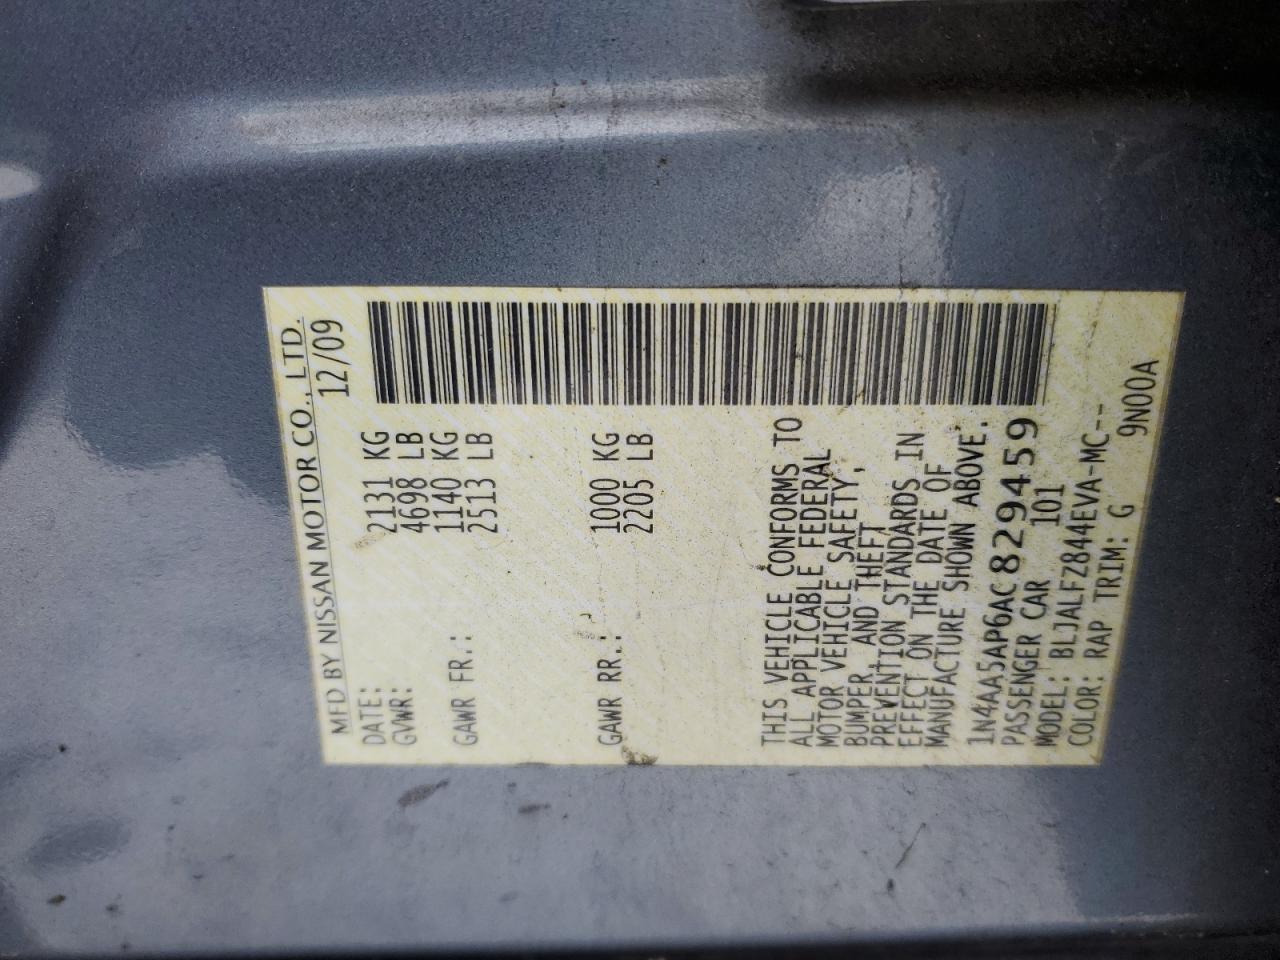 MFD BY NISSAN MOTOR CO., LTD.
DATE: 12/09
GVWR: 2131 KG
4698 LB
GAWR FR.: 1140 KG
2513 LB
GAWR RR.: 1000 KG
2205 LB
THIS VEHICLE CONFORMS TO
ALL APPLICABLE FEDERAL
MOTOR VEHICLE SAFETY,
BUMPER, AND THEFT
PREVENTION STANDARDS IN
EFFECT ON THE DATE OF
MANUFACTURE SHOWN ABOVE.
1N4AA5AP6AC829459
PASSENGER CAR 101
MODEL: BLJALFZ844EVA-MC--
COLOR: RAP TRIM: G 9N00A